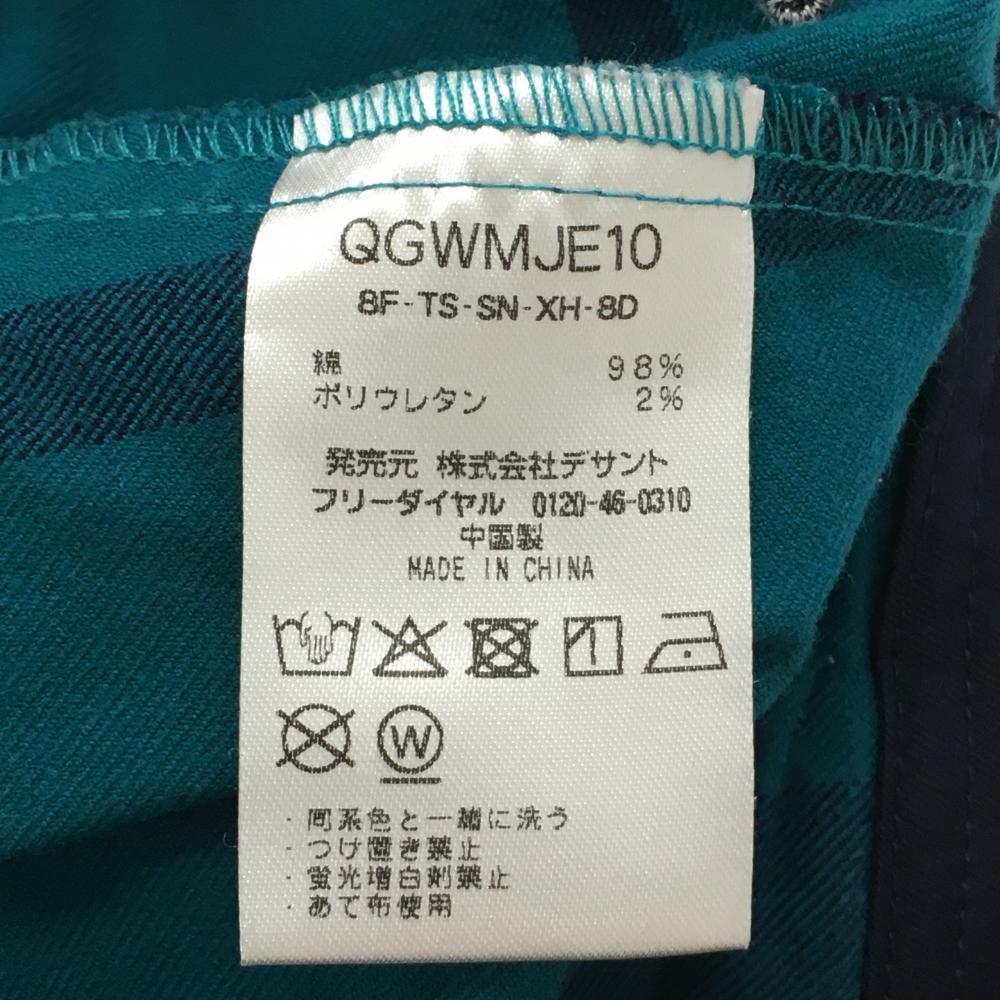 QGWMJE10
8F-TS-SN-XH-8D
綿 98%
ポリウレタン 2%
発売元 株式会社デサント
フリーダイヤル 0120-46-0310
中国製
MADE IN CHINA
W
・同系色と一緒に洗う
・つけ置き禁止
・蛍光増白剤禁止
・あて布使用